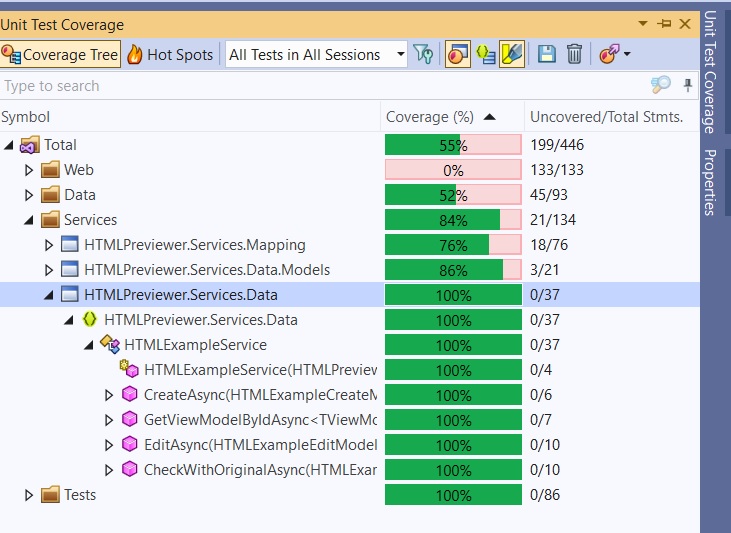 Unit Test Coverage
Coverage Tree Hot Spots All Tests in All Sessions
Type to search
Symbol Coverage (%) Uncovered/Total Stmts.
Total 55% 199/446
Web 0% 133/133
Data 52% 45/93
Services 84% 21/134
HTMLPreviewer.Services.Mapping 76% 18/76
HTMLPreviewer.Services.Data.Models 86% 3/21
HTMLPreviewer.Services.Data 100% 0/37
HTMLPreviewer.Services.Data 100% 0/37
HTMLExampleService 100% 0/37
HTMLExampleService(HTMLPreview 100% 0/4
CreateAsync(HTMLExampleCreateM 100% 0/6
GetViewModelByIdAsync<TViewMo 100% 0/7
EditAsync(HTMLExampleEditModel 100% 0/10
CheckWithOriginalAsync(HTMLExar 100% 0/10
Tests 100% 0/86
Unit Test Coverage
Properties